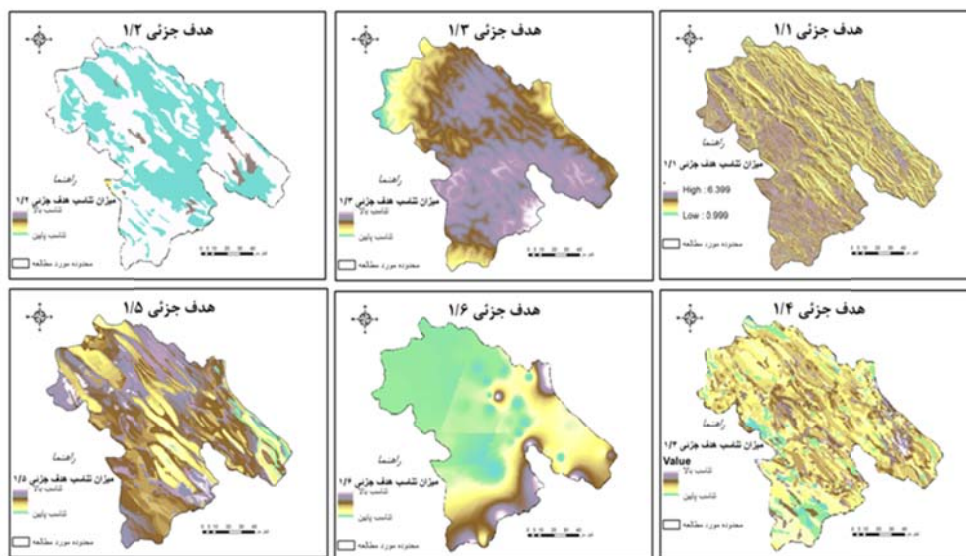 هدف جزئی ۱/۱
راهنما
میزان تناسب هدف جزئی ۱/۱
High : 6.399
Low : 0.999
محدوده مورد مطالعه
هدف جزئی ۱/۳
راهنما
میزان تناسب هدف جزئی ۱/۳
تناسب بالا
تناسب پایین
محدوده مورد مطالعه
هدف جزئی ۱/۲
راهنما
میزان تناسب هدف جزئی ۱/۲
تناسب بالا
تناسب پایین
محدوده مورد مطالعه
هدف جزئی ۱/۴
راهنما
میزان تناسب هدف جزئی ۱/۴
Value
تناسب بالا
تناسب پایین
محدوده مورد مطالعه
هدف جزئی ۱/۶
راهنما
میزان تناسب هدف جزئی ۱/۶
تناسب بالا
تناسب پایین
محدوده مورد مطالعه
هدف جزئی ۱/۵
راهنما
میزان تناسب هدف جزئی ۱/۵
تناسب بالا
تناسب پایین
محدوده مورد مطالعه